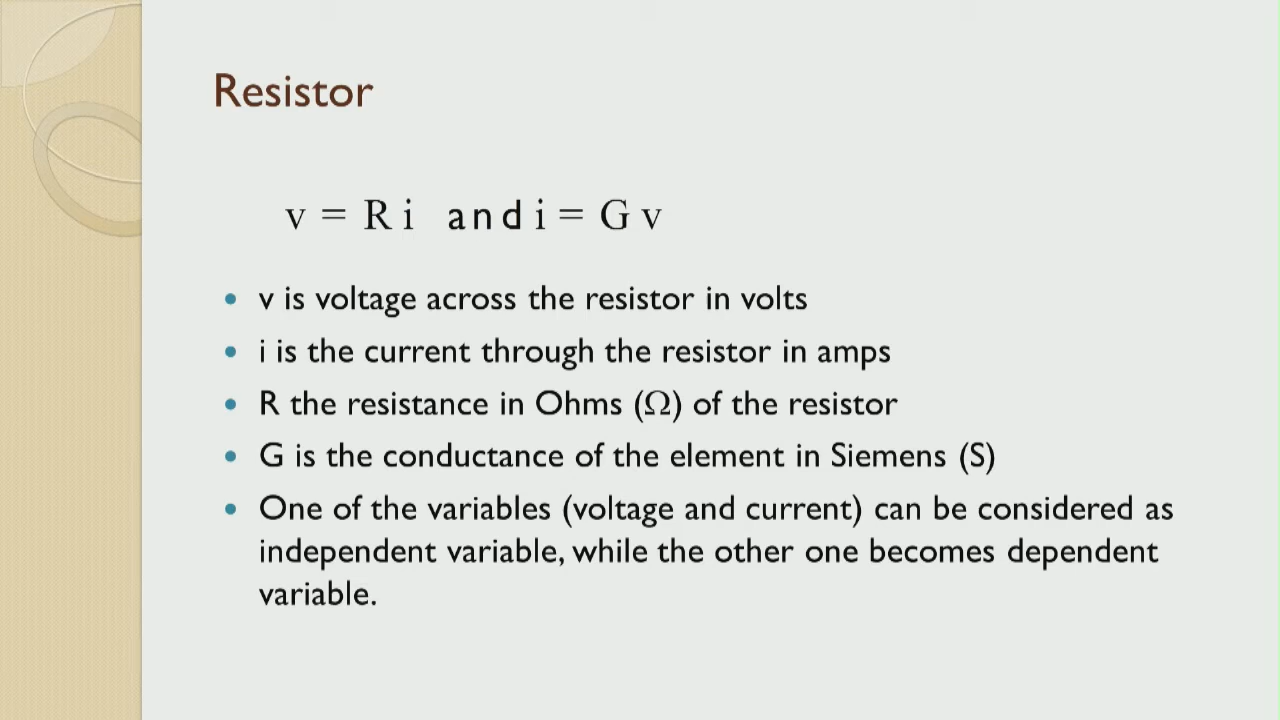 Resistor
v = R i and i = G v
• v is voltage across the resistor in volts
• i is the current through the resistor in amps
• R the resistance in Ohms (Ω) of the resistor
• G is the conductance of the element in Siemens (S)
• One of the variables (voltage and current) can be considered as
independent variable, while the other one becomes dependent
variable.